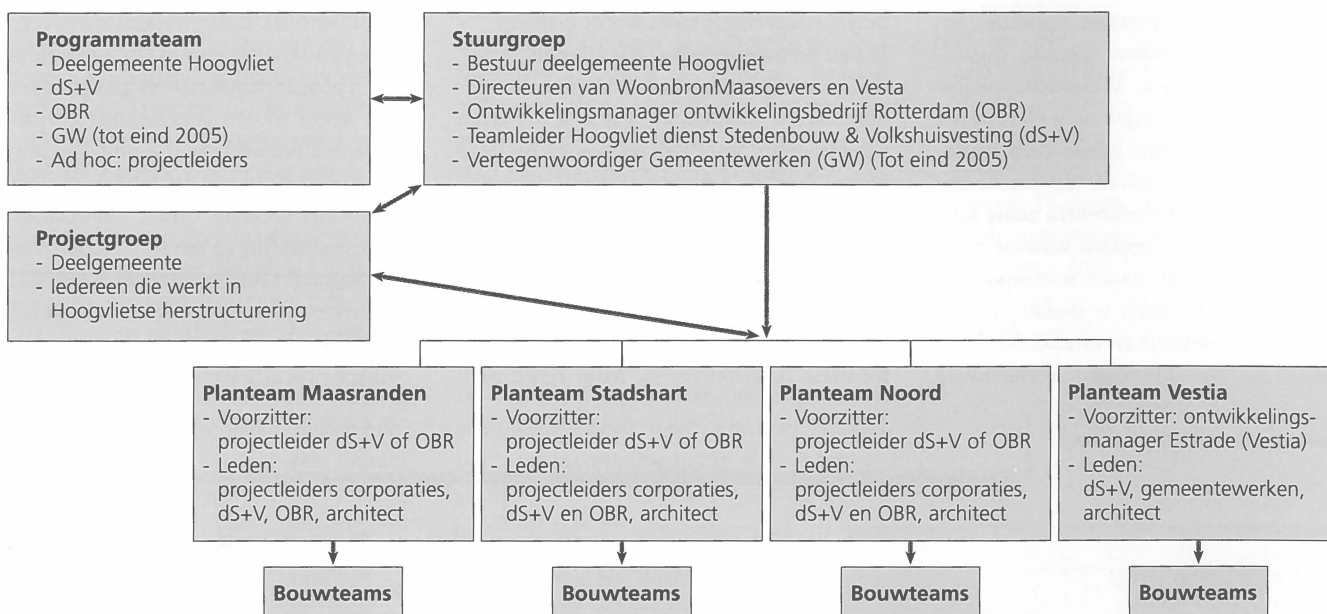 Programmateam
- Deelgemeente Hoogvliet
- dS+V
- OBR
- GW (tot eind 2005)
- Ad hoc: projectleiders
Stuurgroep
- Bestuur deelgemeente Hoogvliet
- Directeuren van WoonbronMaasoevers en Vesta
- Ontwikkelingsmanager ontwikkelingsbedrijf Rotterdam (OBR)
- Teamleider Hoogvliet dienst Stedenbouw & Volkshuisvesting (dS+V)
- Vertegenwoordiger Gemeentewerken (GW) (Tot eind 2005)
Projectgroep
- Deelgemeente
- Iedereen die werkt in
Hoogvlietse herstructurering
Planteam Maasranden
- Voorzitter:
projectleider dS+V of OBR
- Leden:
projectleiders corporaties,
dS+V, OBR, architect
Planteam Stadshart
- Voorzitter:
projectleider dS+V of OBR
- Leden:
projectleiders corporaties,
dS+V en OBR, architect
Planteam Noord
- Voorzitter:
projectleider dS+V of OBR
- Leden:
projectleiders corporaties,
dS+V en OBR, architect
Planteam Vestia
- Voorzitter: ontwikkelings-
manager Estrade (Vestia)
- Leden:
dS+V, gemeentewerken,
architect
Bouwteams
Bouwteams
Bouwteams
Bouwteams